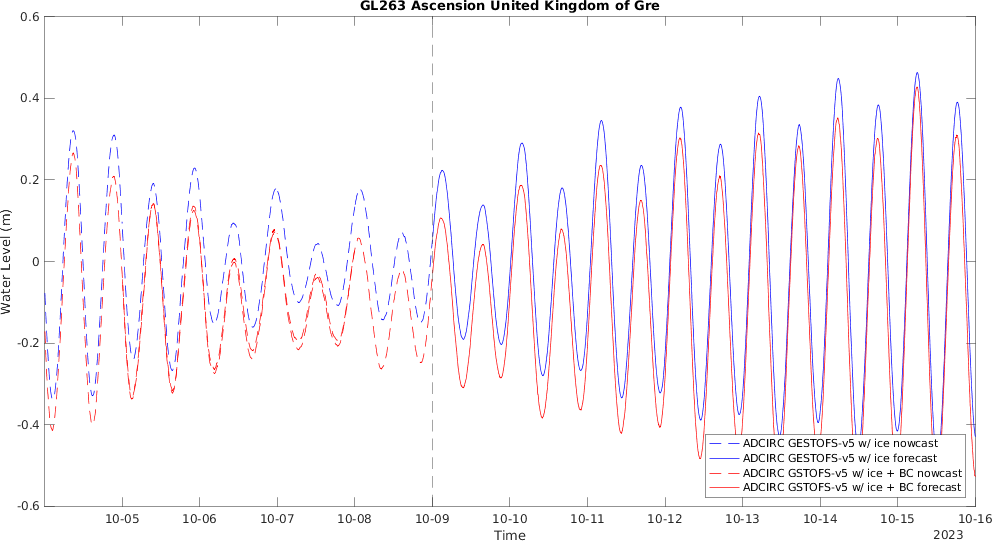 GL263 Ascension United Kingdom of Gre
0.6
0.4
0.2
0
-0.2
-0.4
-0.6
Water Level (m)
ADCIRC GESTOFS-v5 w/ ice nowcast
ADCIRC GESTOFS-v5 w/ ice forecast
ADCIRC GSTOFS-v5 w/ ice + BC nowcast
ADCIRC GSTOFS-v5 w/ ice + BC forecast
10-05 10-06 10-07 10-08 10-09 10-10 10-11 10-12 10-13 10-14 10-15 10-16
Time
2023